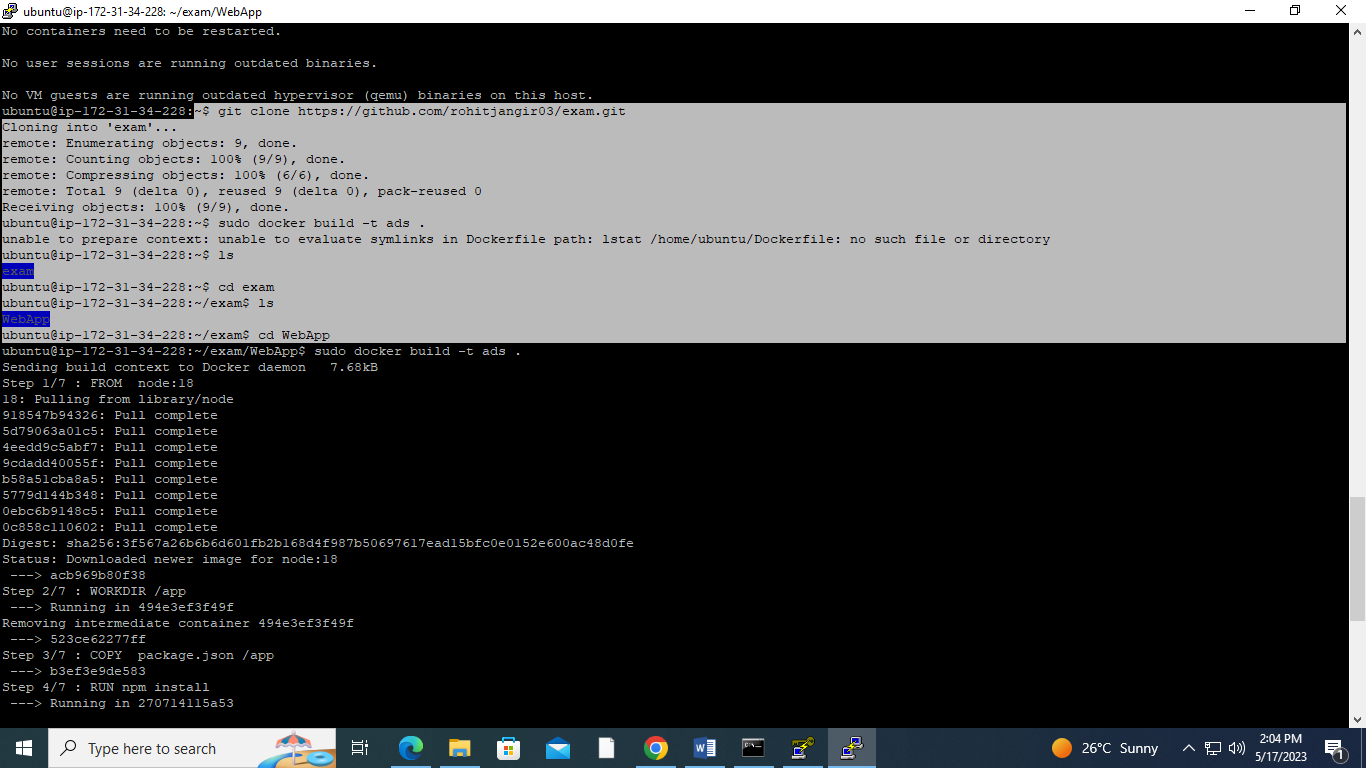 ubuntu@ip-172-31-34-228: ~/exam/WebApp
No containers need to be restarted.
No user sessions are running outdated binaries.
No VM guests are running outdated hypervisor (qemu) binaries on this host.
ubuntu@ip-172-31-34-228:~$ git clone https://github.com/rohitjangir03/exam.git
Cloning into 'exam'...
remote: Enumerating objects: 9, done.
remote: Counting objects: 100% (9/9), done.
remote: Compressing objects: 100% (6/6), done.
remote: Total 9 (delta 0), reused 9 (delta 0), pack-reused 0
Receiving objects: 100% (9/9), done.
ubuntu@ip-172-31-34-228:~$ sudo docker build -t ads .
unable to prepare context: unable to evaluate symlinks in Dockerfile path: lstat /home/ubuntu/Dockerfile: no such file or directory
ubuntu@ip-172-31-34-228:~$ ls
exam
ubuntu@ip-172-31-34-228:~$ cd exam
ubuntu@ip-172-31-34-228:~/exam$ ls
WebApp
ubuntu@ip-172-31-34-228:~/exam$ cd WebApp
ubuntu@ip-172-31-34-228:~/exam/WebApp$ sudo docker build -t ads .
Sending build context to Docker daemon   7.68kB
Step 1/7 : FROM  node:18
18: Pulling from library/node
918547b94326: Pull complete
5d79063a01c5: Pull complete
4eedd9c5abf7: Pull complete
9cdadd40055f: Pull complete
b58a51cba8a5: Pull complete
5779d144b348: Pull complete
0ebc6b9148c5: Pull complete
0c858c110602: Pull complete
Digest: sha256:3f567a26b6b6d601fb2b168d4f987b50697617ead15bfc0e0152e600ac48d0fe
Status: Downloaded newer image for node:18
 ---> acb969b80f38
Step 2/7 : WORKDIR /app
 ---> Running in 494e3ef3f49f
Removing intermediate container 494e3ef3f49f
 ---> 523ce62277ff
Step 3/7 : COPY  package.json /app
 ---> b3ef3e9de583
Step 4/7 : RUN npm install
 ---> Running in 270714115a53
Type here to search
26°C Sunny
2:04 PM
5/17/2023
1